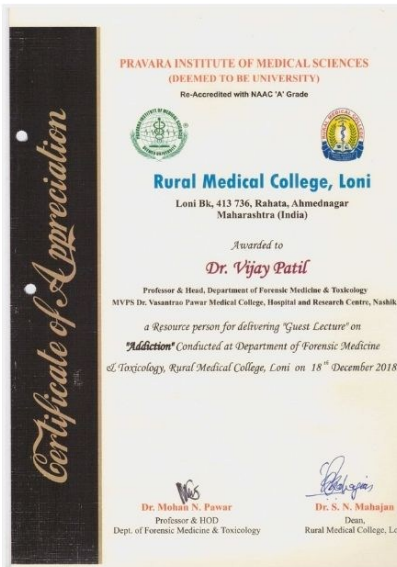 Certificate of Appreciation
PRAVARA INSTITUTE OF MEDICAL SCIENCES
(DEEMED TO BE UNIVERSITY)
Re-Accredited with NAAC 'A' Grade
Rural Medical College, Loni
Loni Bk, 413 736, Rahata, Ahmednagar
Maharashtra (India)
Awarded to
Dr. Vijay Patil
Professor & Head, Department of Forensic Medicine & Toxicology
MVPS Dr. Vasantrao Pawar Medical College, Hospital and Research Centre, Nashik
a Resource person for delivering "Guest Lecture" on
"Addiction" Conducted at Department of Forensic Medicine
& Toxicology, Rural Medical College, Loni on 18th December 2018
Dr. Mohan N. Pawar
Professor & HOD
Dept. of Forensic Medicine & Toxicology
Dr. S. N. Mahajan
Dean,
Rural Medical College, Lo